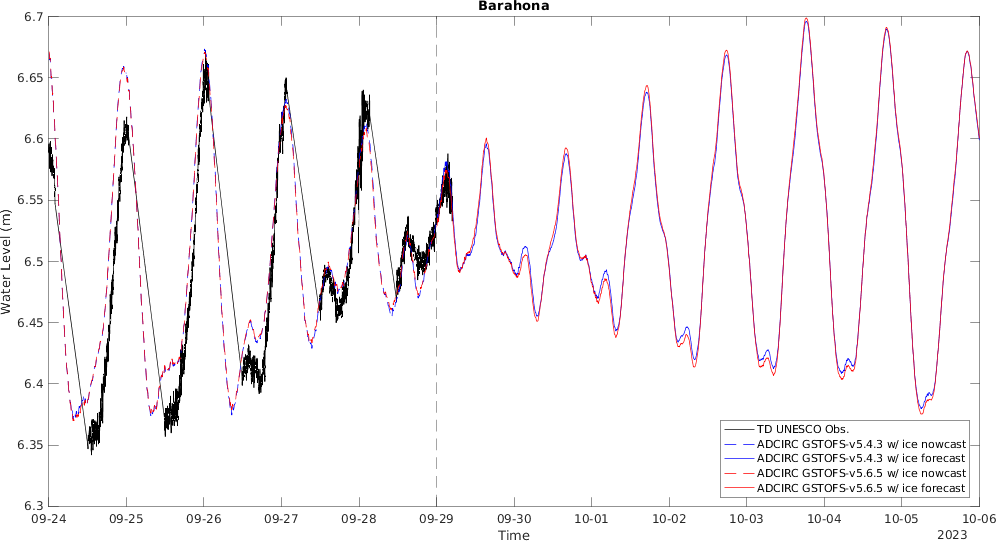 Barahona
6.7
6.65
6.6
6.55
6.5
6.45
6.4
6.35
6.3
Water Level (m)
TD UNESCO Obs.
ADCIRC GSTOFS-v5.4.3 w/ ice nowcast
ADCIRC GSTOFS-v5.4.3 w/ ice forecast
ADCIRC GSTOFS-v5.6.5 w/ ice nowcast
ADCIRC GSTOFS-v5.6.5 w/ ice forecast
09-24 09-25 09-26 09-27 09-28 09-29 09-30 10-01 10-02 10-03 10-04 10-05 10-06
Time
2023